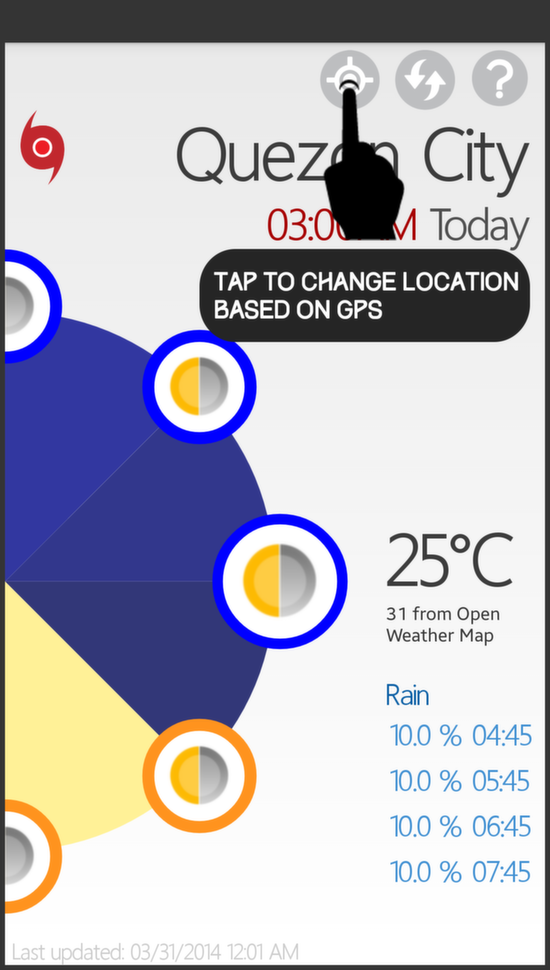 ?
Quezon City
03:00 AM Today
TAP TO CHANGE LOCATION
BASED ON GPS
25°C
31 from Open
Weather Map
Rain
10.0 % 04:45
10.0 % 05:45
10.0 % 06:45
10.0 % 07:45
Last updated: 03/31/2014 12:01 AM